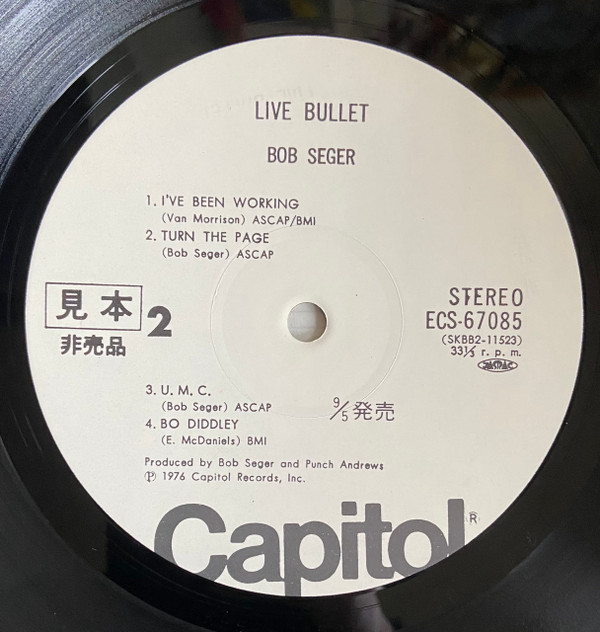 LIVE BULLET
BOB SEGER
1. I'VE BEEN WORKING
(Van Morrison) ASCAP/BMI
2. TURN THE PAGE
(Bob Seger) ASCAP
見本
2
非売品
STEREO
ECS-67085
(SKBB2-11523)
33⅓ r. p. m.
3. U. M. C.
(Bob Seger) ASCAP
4. BO DIDDLEY
(E. McDaniels) BMI
9/5発売
Produced by Bob Seger and Punch Andrews
Ⓟ 1976 Capitol Records, Inc.
Capitol®